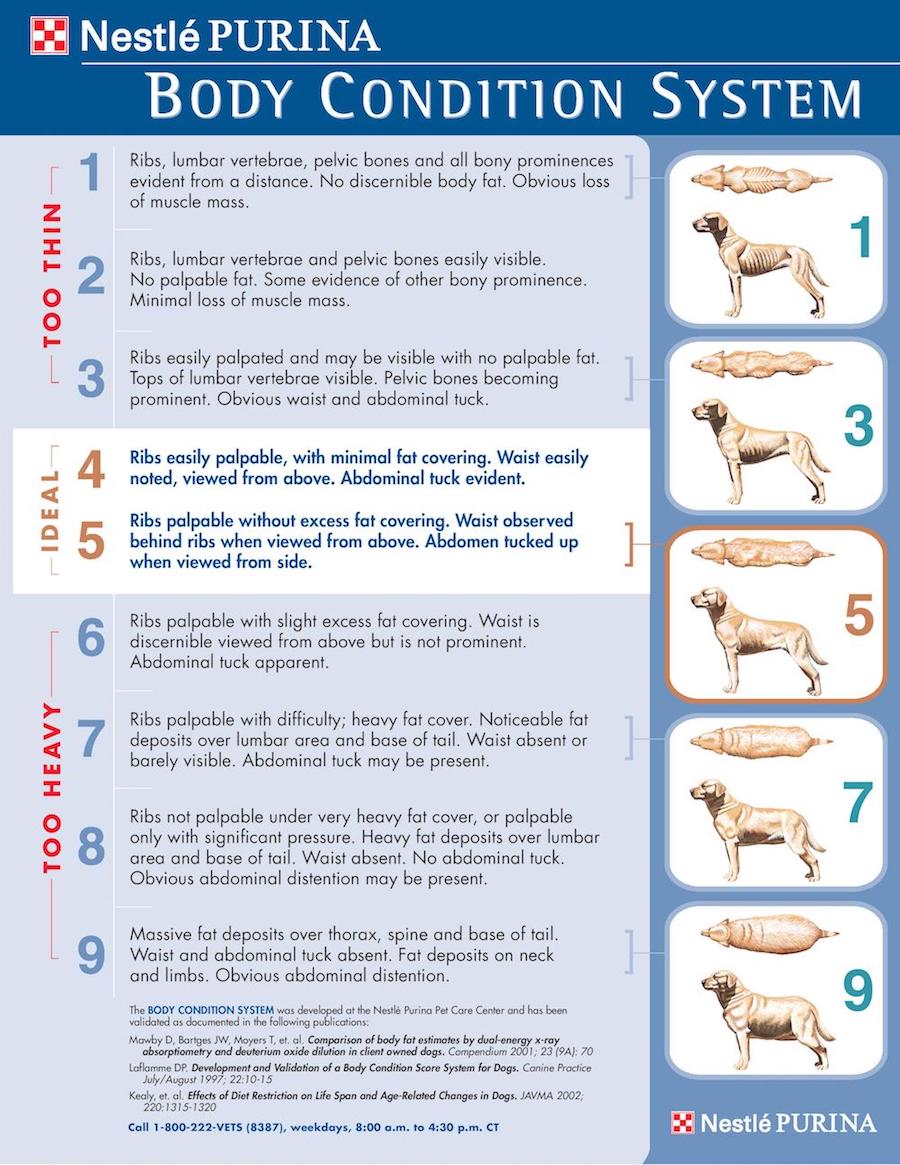 Nestlé PURINA
BODY CONDITION SYSTEM
TOO THIN
1
Ribs, lumbar vertebrae, pelvic bones and all bony prominences
evident from a distance. No discernible body fat. Obvious loss
of muscle mass.
2
Ribs, lumbar vertebrae and pelvic bones easily visible.
No palpable fat. Some evidence of other bony prominence.
Minimal loss of muscle mass.
3
Ribs easily palpated and may be visible with no palpable fat.
Tops of lumbar vertebrae visible. Pelvic bones becoming
prominent. Obvious waist and abdominal tuck.
IDEAL
4
Ribs easily palpable, with minimal fat covering. Waist easily
noted, viewed from above. Abdominal tuck evident.
5
Ribs palpable without excess fat covering. Waist observed
behind ribs when viewed from above. Abdomen tucked up
when viewed from side.
TOO HEAVY
6
Ribs palpable with slight excess fat covering. Waist is
discernible viewed from above but is not prominent.
Abdominal tuck apparent.
7
Ribs palpable with difficulty; heavy fat cover. Noticeable fat
deposits over lumbar area and base of tail. Waist absent or
barely visible. Abdominal tuck may be present.
8
Ribs not palpable under very heavy fat cover, or palpable
only with significant pressure. Heavy fat deposits over lumbar
area and base of tail. Waist absent. No abdominal tuck.
Obvious abdominal distention may be present.
9
Massive fat deposits over thorax, spine and base of tail.
Waist and abdominal tuck absent. Fat deposits on neck
and limbs. Obvious abdominal distention.
The BODY CONDITION SYSTEM was developed at the Nestlé Purina Pet Care Center and has been
validated as documented in the following publications:
Mawby D, Bartges JW, Moyers T, et. al. Comparison of body fat estimates by dual-energy x-ray
absorptiometry and deuterium oxide dilution in client owned dogs. Compendium 2001; 23 (9A): 70
Laflamme DP. Development and Validation of a Body Condition Score System for Dogs. Canine Practice
July/August 1997; 22:10-15
Kealy, et. al. Effects of Diet Restriction on Life Span and Age-Related Changes in Dogs. JAVMA 2002;
220:1315-1320
Call 1-800-222-VETS (8387), weekdays, 8:00 a.m. to 4:30 p.m. CT
1
3
5
7
9
Nestlé PURINA